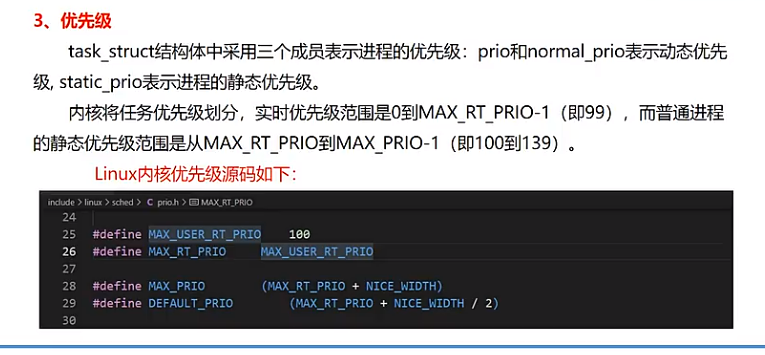 3、优先级
task_struct结构体中采用三个成员表示进程的优先级：prio和normal_prio表示动态优先
级, static_prio表示进程的静态优先级。
内核将任务优先级划分，实时优先级范围是0到MAX_RT_PRIO-1（即99），而普通进程
的静态优先级范围是从MAX_RT_PRIO到MAX_PRIO-1（即100到139）。
Linux内核优先级源码如下：
include > linux > sched > C prio.h > MAX_RT_PRIO
24
25 #define MAX_USER_RT_PRIO 100
26 #define MAX_RT_PRIO MAX_USER_RT_PRIO
27
28 #define MAX_PRIO (MAX_RT_PRIO + NICE_WIDTH)
29 #define DEFAULT_PRIO (MAX_RT_PRIO + NICE_WIDTH / 2)
30